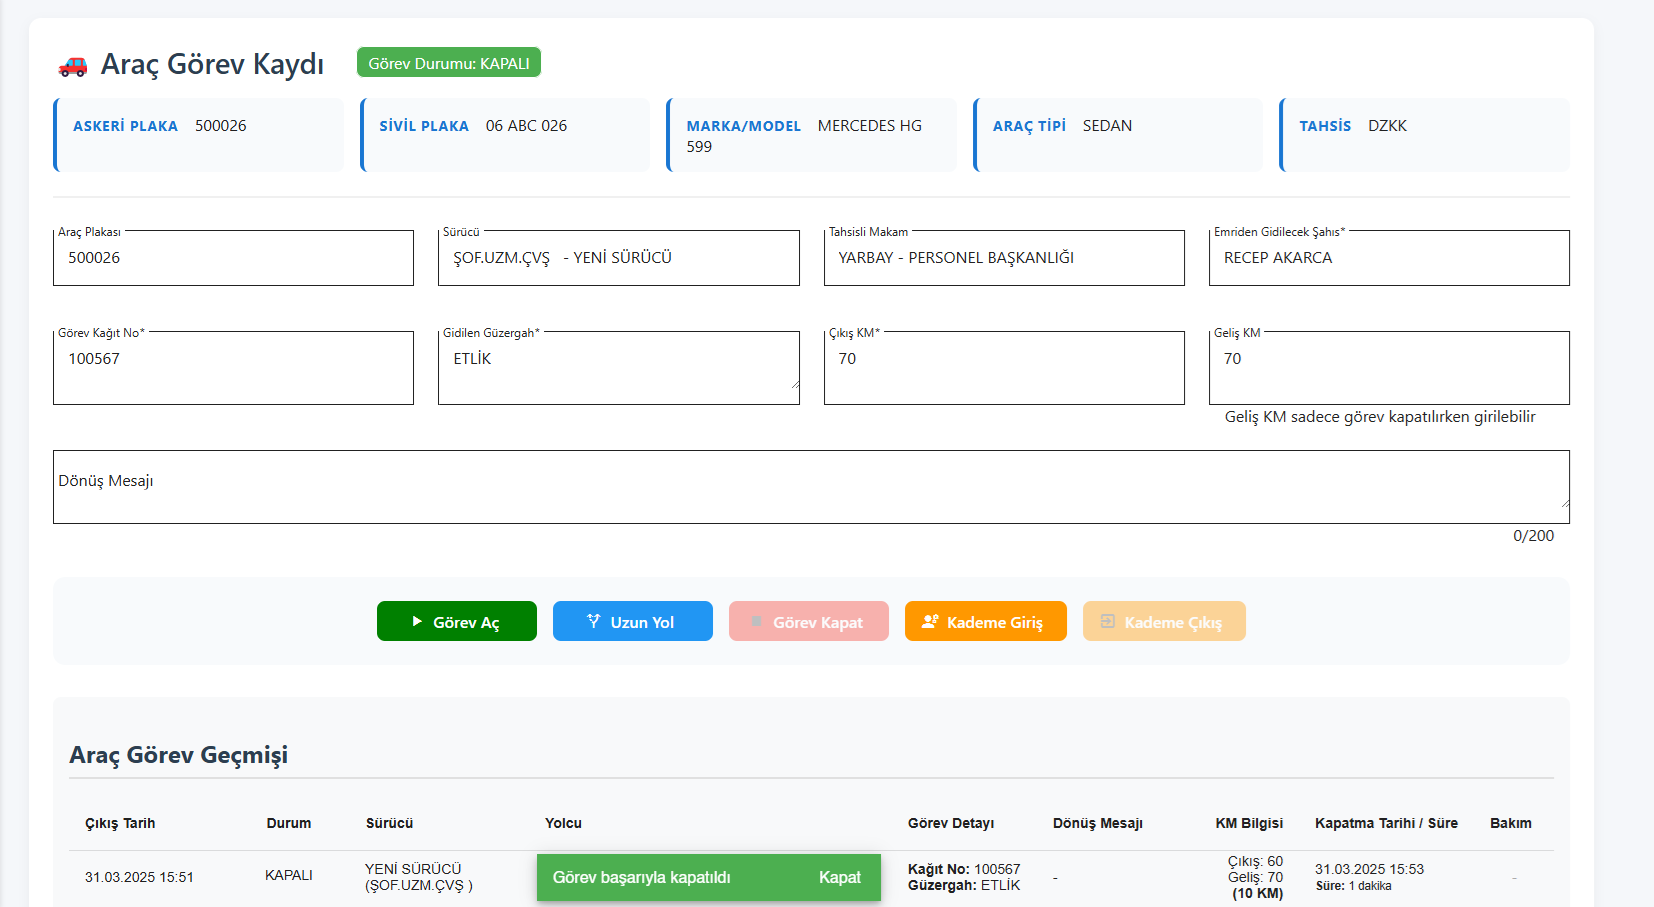 Araç Görev Kaydı
Görev Durumu: KAPALI
ASKERİ PLAKA 500026
SİVİL PLAKA 06 ABC 026
MARKA/MODEL MERCEDES HG
599
ARAÇ TİPİ SEDAN
TAHSİS DZKK
Araç Plakası
500026
Sürücü
ŞOF.UZM.ÇVŞ - YENİ SÜRÜCÜ
Tahsisli Makam
YARBAY - PERSONEL BAŞKANLIĞI
Emriden Gidilecek Şahıs*
RECEP AKARCA
Görev Kağıt No*
100567
Gidilen Güzergah*
ETLİK
Çıkış KM*
70
Geliş KM
70
Geliş KM sadece görev kapatılırken girilebilir
Dönüş Mesajı
0/200
Görev Aç
Uzun Yol
Görev Kapat
Kademe Giriş
Kademe Çıkış
Araç Görev Geçmişi
Çıkış Tarih Durum Sürücü Yolcu Görev Detayı Dönüş Mesajı KM Bilgisi Kapatma Tarihi / Süre Bakım
31.03.2025 15:51
KAPALI
YENİ SÜRÜCÜ
(ŞOF.UZM.ÇVŞ )
Görev başarıyla kapatıldı Kapat
Kağıt No: 100567
Güzergah: ETLİK
-
Çıkış: 60
Geliş: 70
(10 KM)
31.03.2025 15:53
Süre: 1 dakika
-